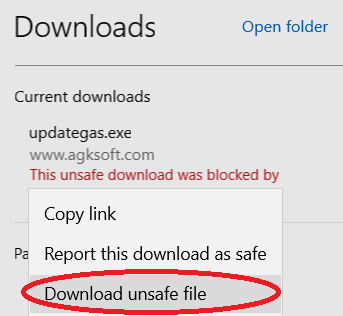 Downloads
Open folder
Current downloads
updategas.exe
www.agksoft.com
This unsafe download was blocked by
Copy link
Report this download as safe
Pa
Download unsafe file